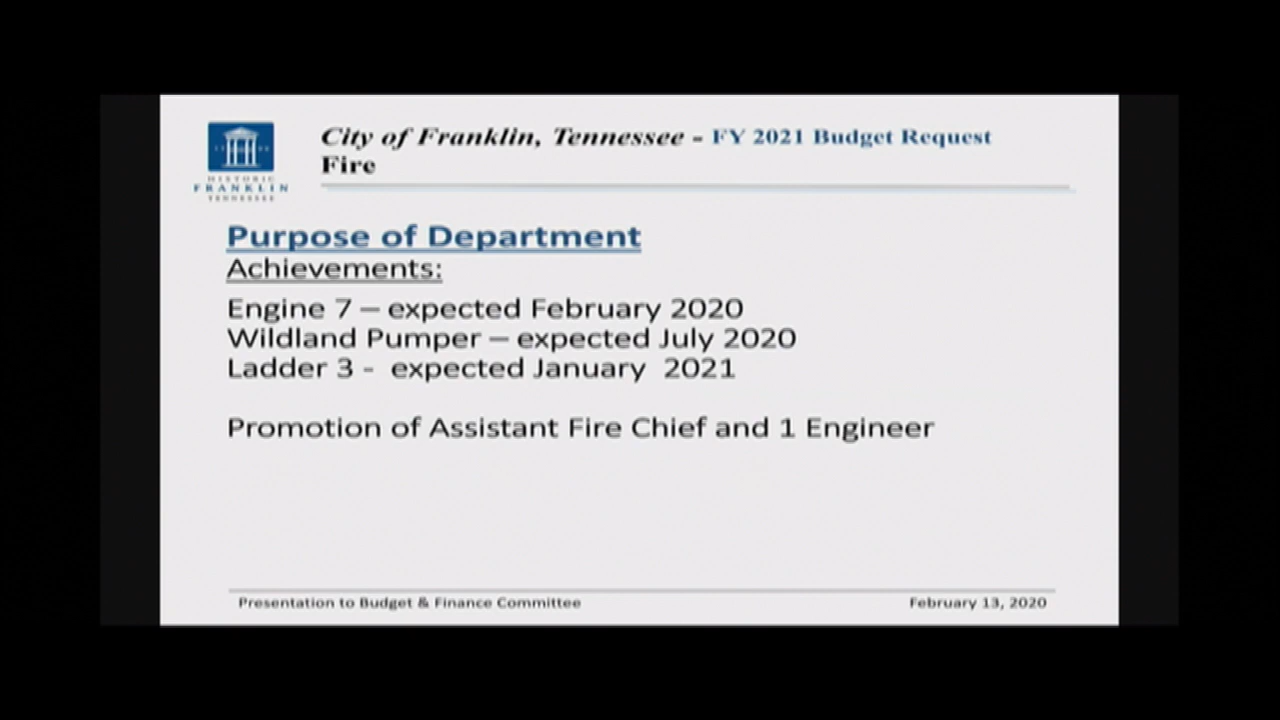 City of Franklin, Tennessee - FY 2021 Budget Request
Fire
HISTORIC
FRANKLIN
TENNESSEE
Purpose of Department
Achievements:
Engine 7 – expected February 2020
Wildland Pumper – expected July 2020
Ladder 3 -  expected January  2021
Promotion of Assistant Fire Chief and 1 Engineer
Presentation to Budget & Finance Committee
February 13, 2020